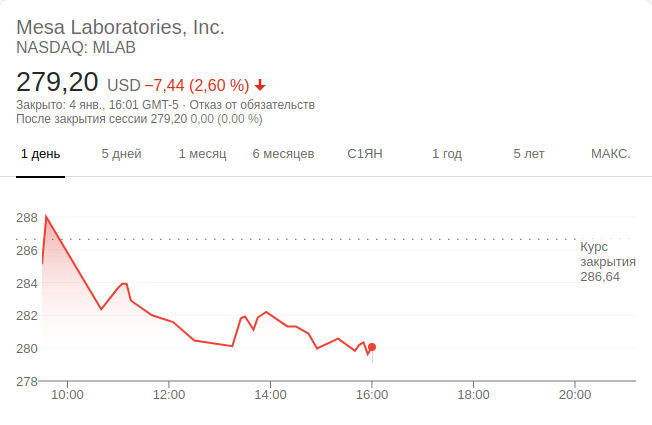 Mesa Laboratories, Inc.
NASDAQ: MLAB
279,20 USD −7,44 (2,60 %)
Закрыто: 4 янв., 16:01 GMT-5 · Отказ от обязательств
После закрытия сессии 279,20 0,00 (0,00 %)
1 день 5 дней 1 месяц 6 месяцев С1ЯН 1 год 5 лет МАКС.
288
286
284
282
280
278
Курс
закрытия
286,64
10:00 12:00 14:00 16:00 18:00 20:00